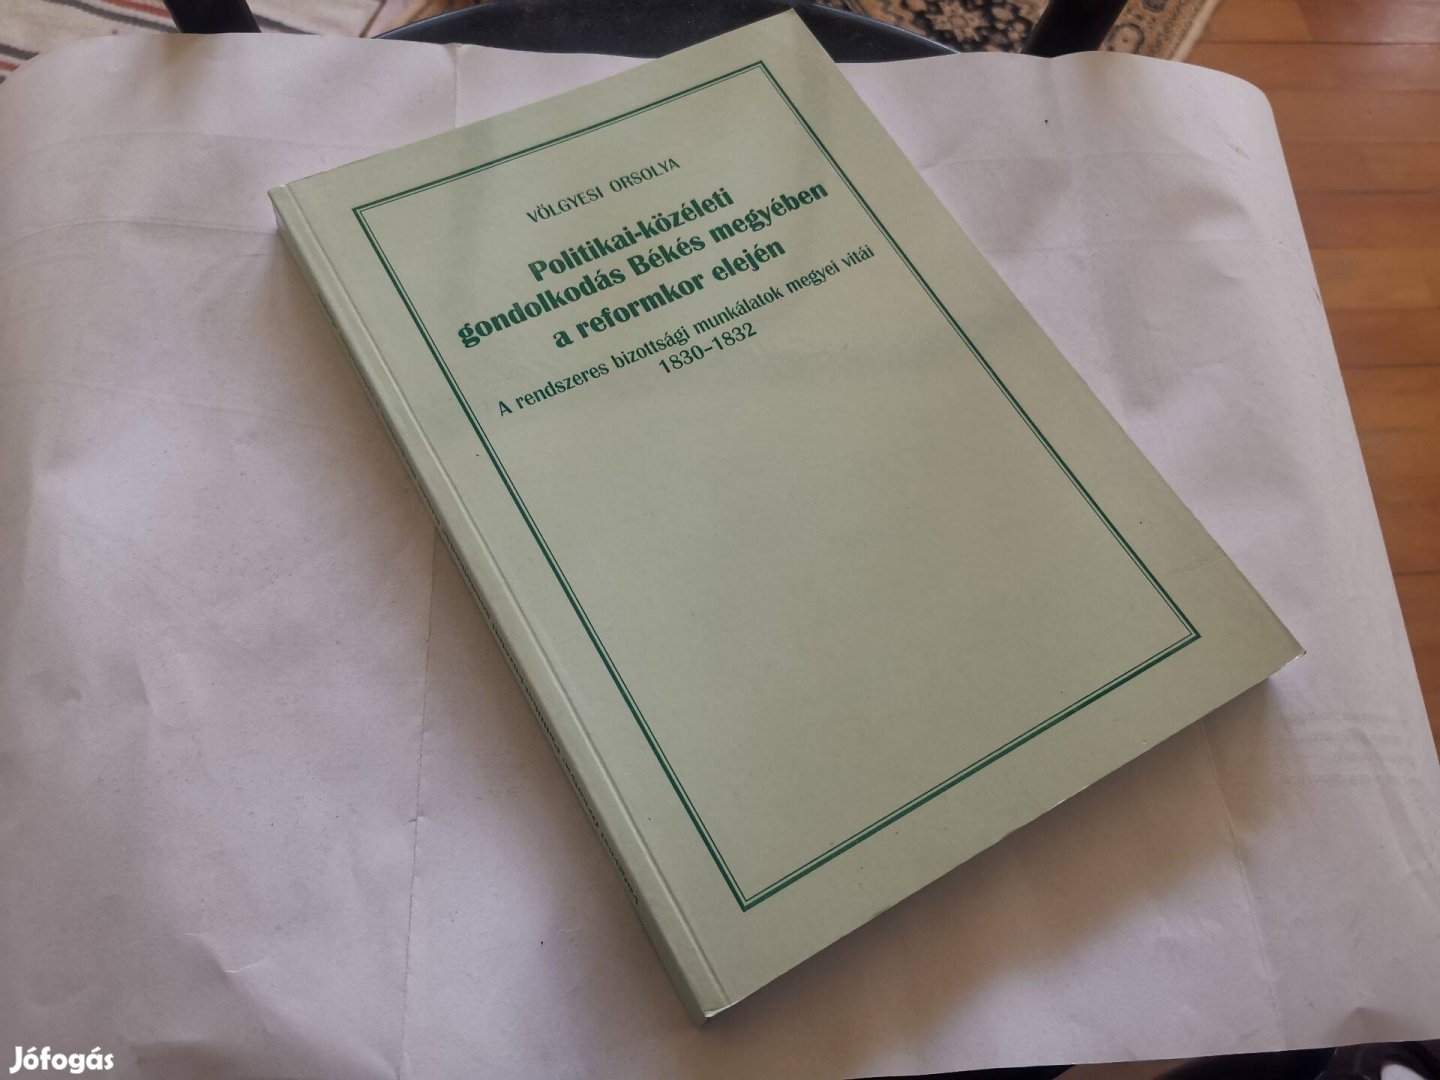 VÖLGYESI ORSOLYA
Politikai-közéleti
gondolkodás Békés megyében
a reformkor elején
A rendszeres bizottsági munkálatok megyei vitái
1830–1832
Jófogás